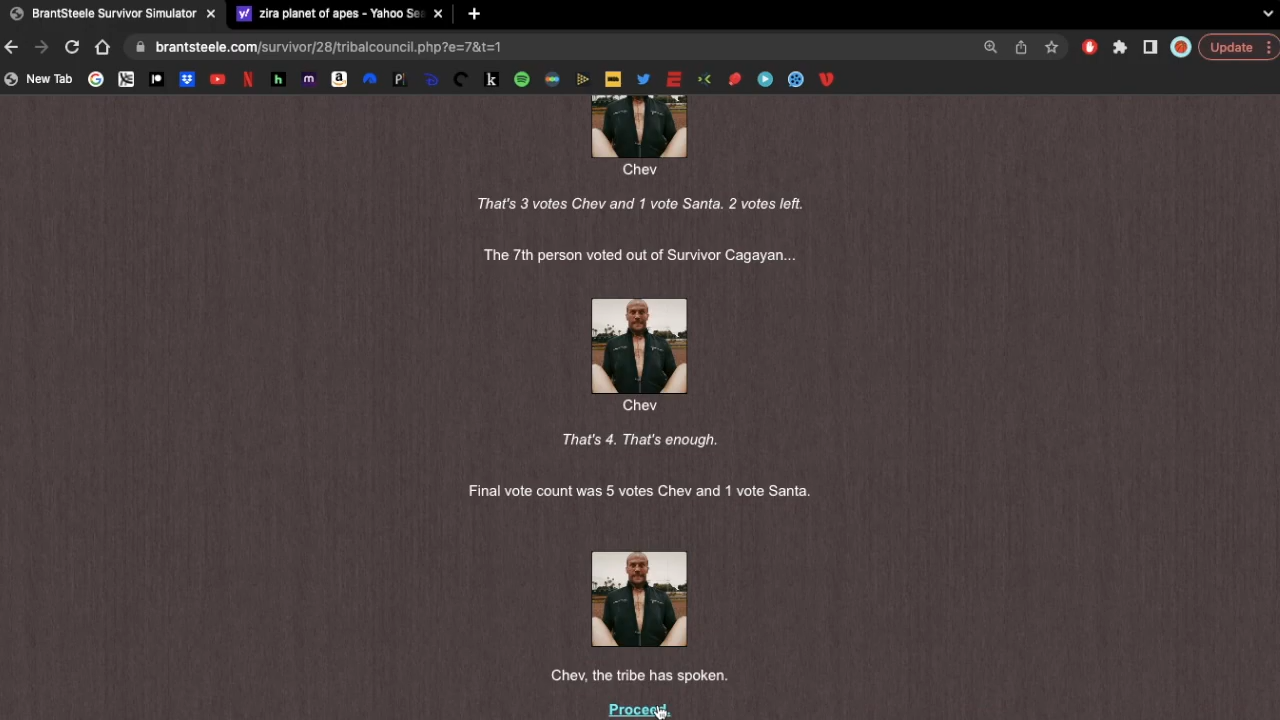 BrantSteele Survivor Simulator
zira planet of apes - Yahoo Sea
brantsteele.com/survivor/28/tribalcouncil.php?e=7&t=1
Update
New Tab
Chev
That's 3 votes Chev and 1 vote Santa. 2 votes left.
The 7th person voted out of Survivor Cagayan...
Chev
That's 4. That's enough.
Final vote count was 5 votes Chev and 1 vote Santa.
Chev, the tribe has spoken.
Proceed.